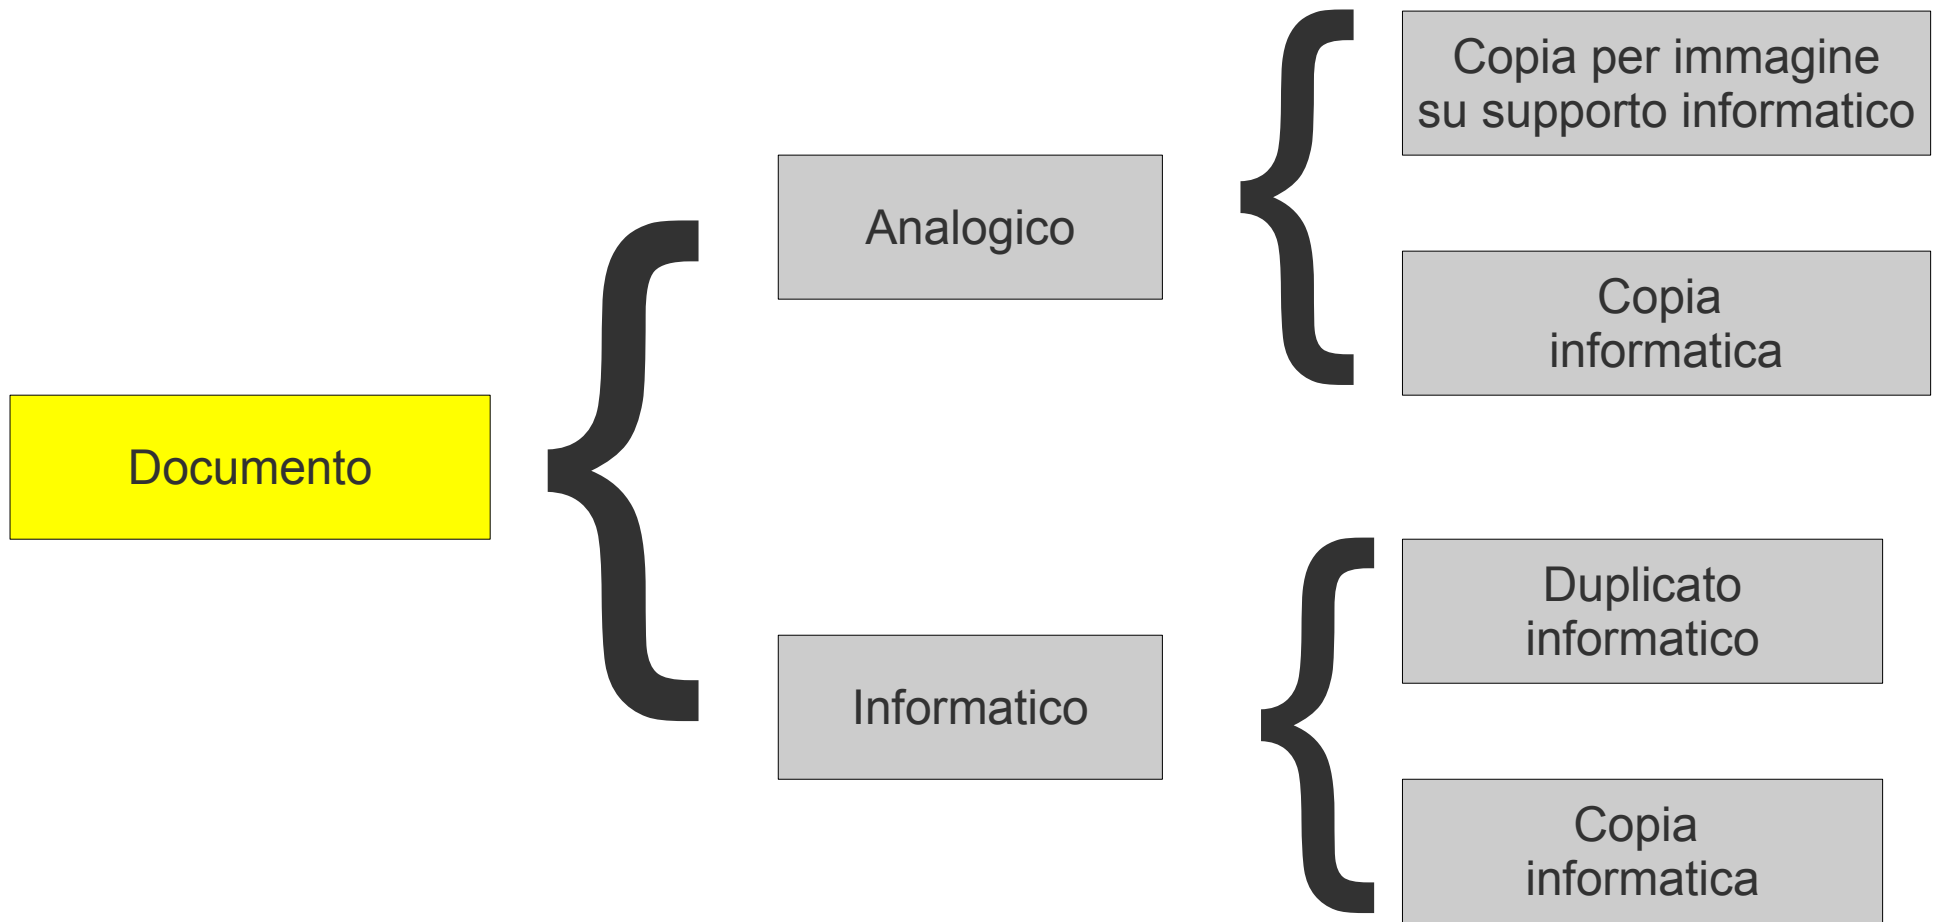 Documento
Analogico
Copia per immagine
su supporto informatico
Copia
informatica
Informatico
Duplicato
informatico
Copia
informatica